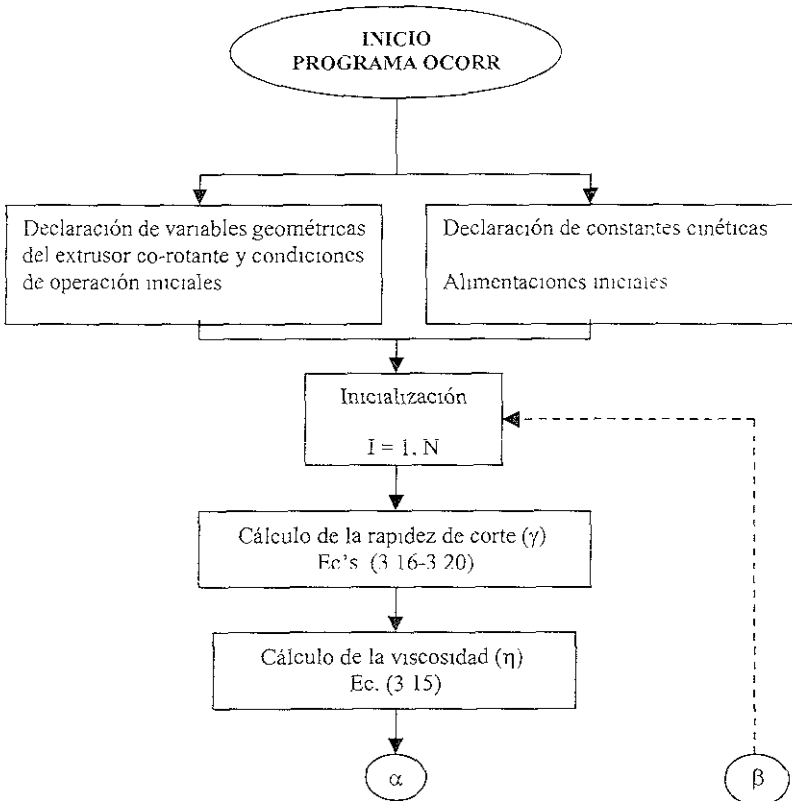 INICIO
PROGRAMA OCORR
Declaración de variables geométricas
del extrusor co-rotante y condiciones
de operación iniciales
Declaración de constantes cinéticas
Alimentaciones iniciales
Inicialización
I = 1. N
Cálculo de la rapidez de corte (γ)
Ec's (3 16-3 20)
Cálculo de la viscosidad (η)
Ec. (3 15)
α
β